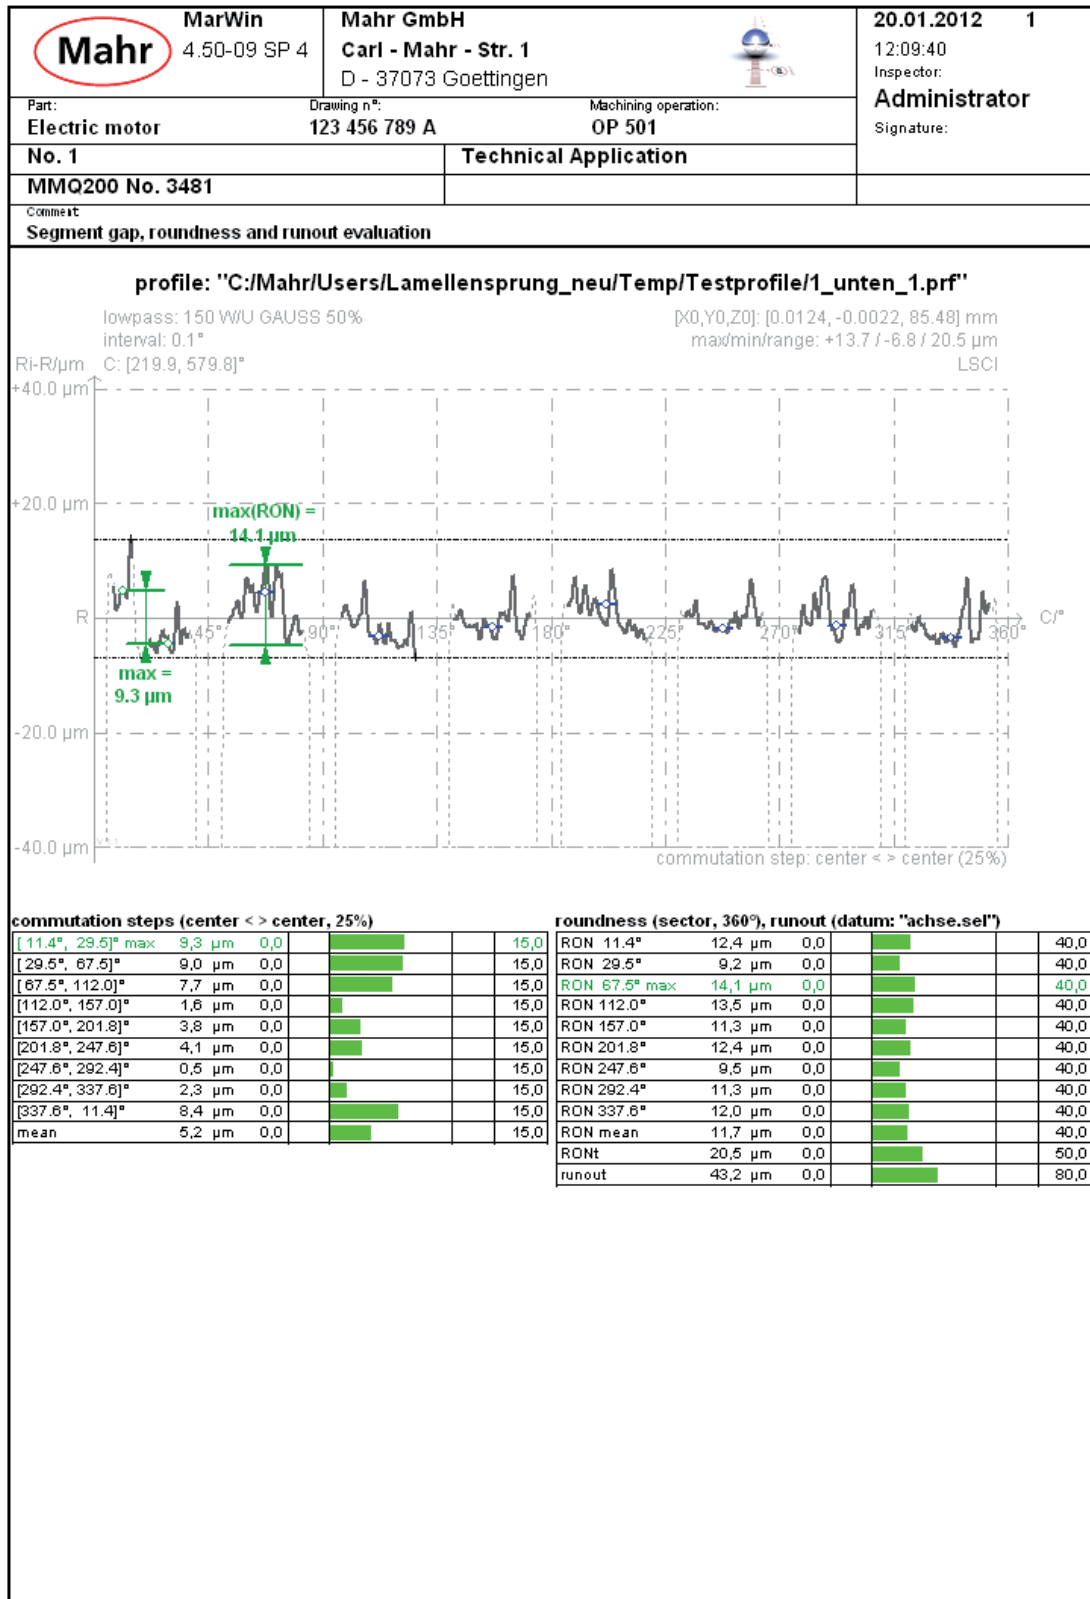 Mahr
MarWin
4.50-09 SP 4
Mahr GmbH
Carl - Mahr - Str. 1
D - 37073 Goettingen
20.01.2012 1
12:09:40
Inspector:
Administrator
Signature:
Part: Drawing n°: Machining operation:
Electric motor 123 456 789 A OP 501
No. 1 Technical Application
MMQ200 No. 3481
Comment
Segment gap, roundness and runout evaluation
profile: "C:/Mahr/Users/Lamellensprung_neu/Temp/Testprofile/1_unten_1.prf"
lowpass: 150 W/U GAUSS 50% [X0,Y0,Z0]: [0.0124, -0.0022, 85.48] mm
interval: 0.1° max/min/range: +13.7 / -6.8 / 20.5 µm
Ri-R/µm C: [219.9, 579.8]° LSCI
+40.0 µm
+20.0 µm
max(RON) =
14.1 µm
R 45° 90° 135° 180° 225° 270° 315° 360° C/°
max =
9.3 µm
-20.0 µm
-40.0 µm
commutation step: center < > center (25%)
commutation steps (center < > center, 25%)
[ 11.4°, 29.5]° max 9,3 µm 0,0 15,0
[ 29.5°, 67.5]° 9,0 µm 0,0 15,0
[ 67.5°, 112.0]° 7,7 µm 0,0 15,0
[112.0°, 157.0]° 1,6 µm 0,0 15,0
[157.0°, 201.8]° 3,8 µm 0,0 15,0
[201.8°, 247.6]° 4,1 µm 0,0 15,0
[247.6°, 292.4]° 0,5 µm 0,0 15,0
[292.4°, 337.6]° 2,3 µm 0,0 15,0
[337.6°, 11.4]° 8,4 µm 0,0 15,0
mean 5,2 µm 0,0 15,0
roundness (sector, 360°), runout (datum: "achse.sel")
RON 11.4° 12,4 µm 0,0 40,0
RON 29.5° 9,2 µm 0,0 40,0
RON 67.5° max 14,1 µm 0,0 40,0
RON 112.0° 13,5 µm 0,0 40,0
RON 157.0° 11,3 µm 0,0 40,0
RON 201.8° 12,4 µm 0,0 40,0
RON 247.6° 9,5 µm 0,0 40,0
RON 292.4° 11,3 µm 0,0 40,0
RON 337.6° 12,0 µm 0,0 40,0
RON mean 11,7 µm 0,0 40,0
RONt 20,5 µm 0,0 50,0
runout 43,2 µm 0,0 80,0